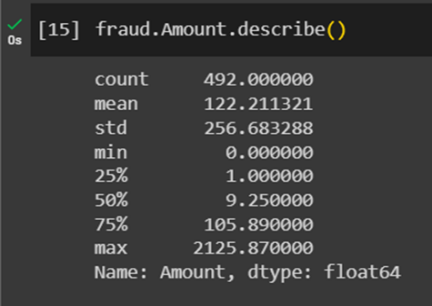 [15] fraud.Amount.describe()
0s
count 492.000000
mean 122.211321
std 256.683288
min 0.000000
25% 1.000000
50% 9.250000
75% 105.890000
max 2125.870000
Name: Amount, dtype: float64